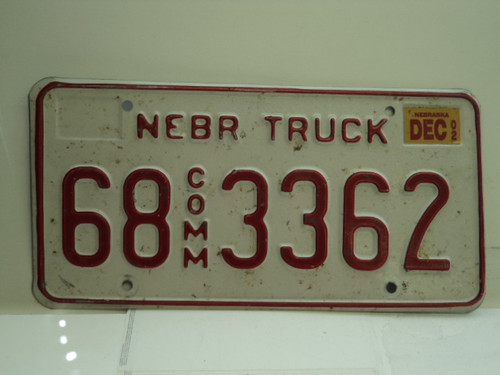 NEBR TRUCK
NEBRASKA
DEC 02
68 COMM 3362